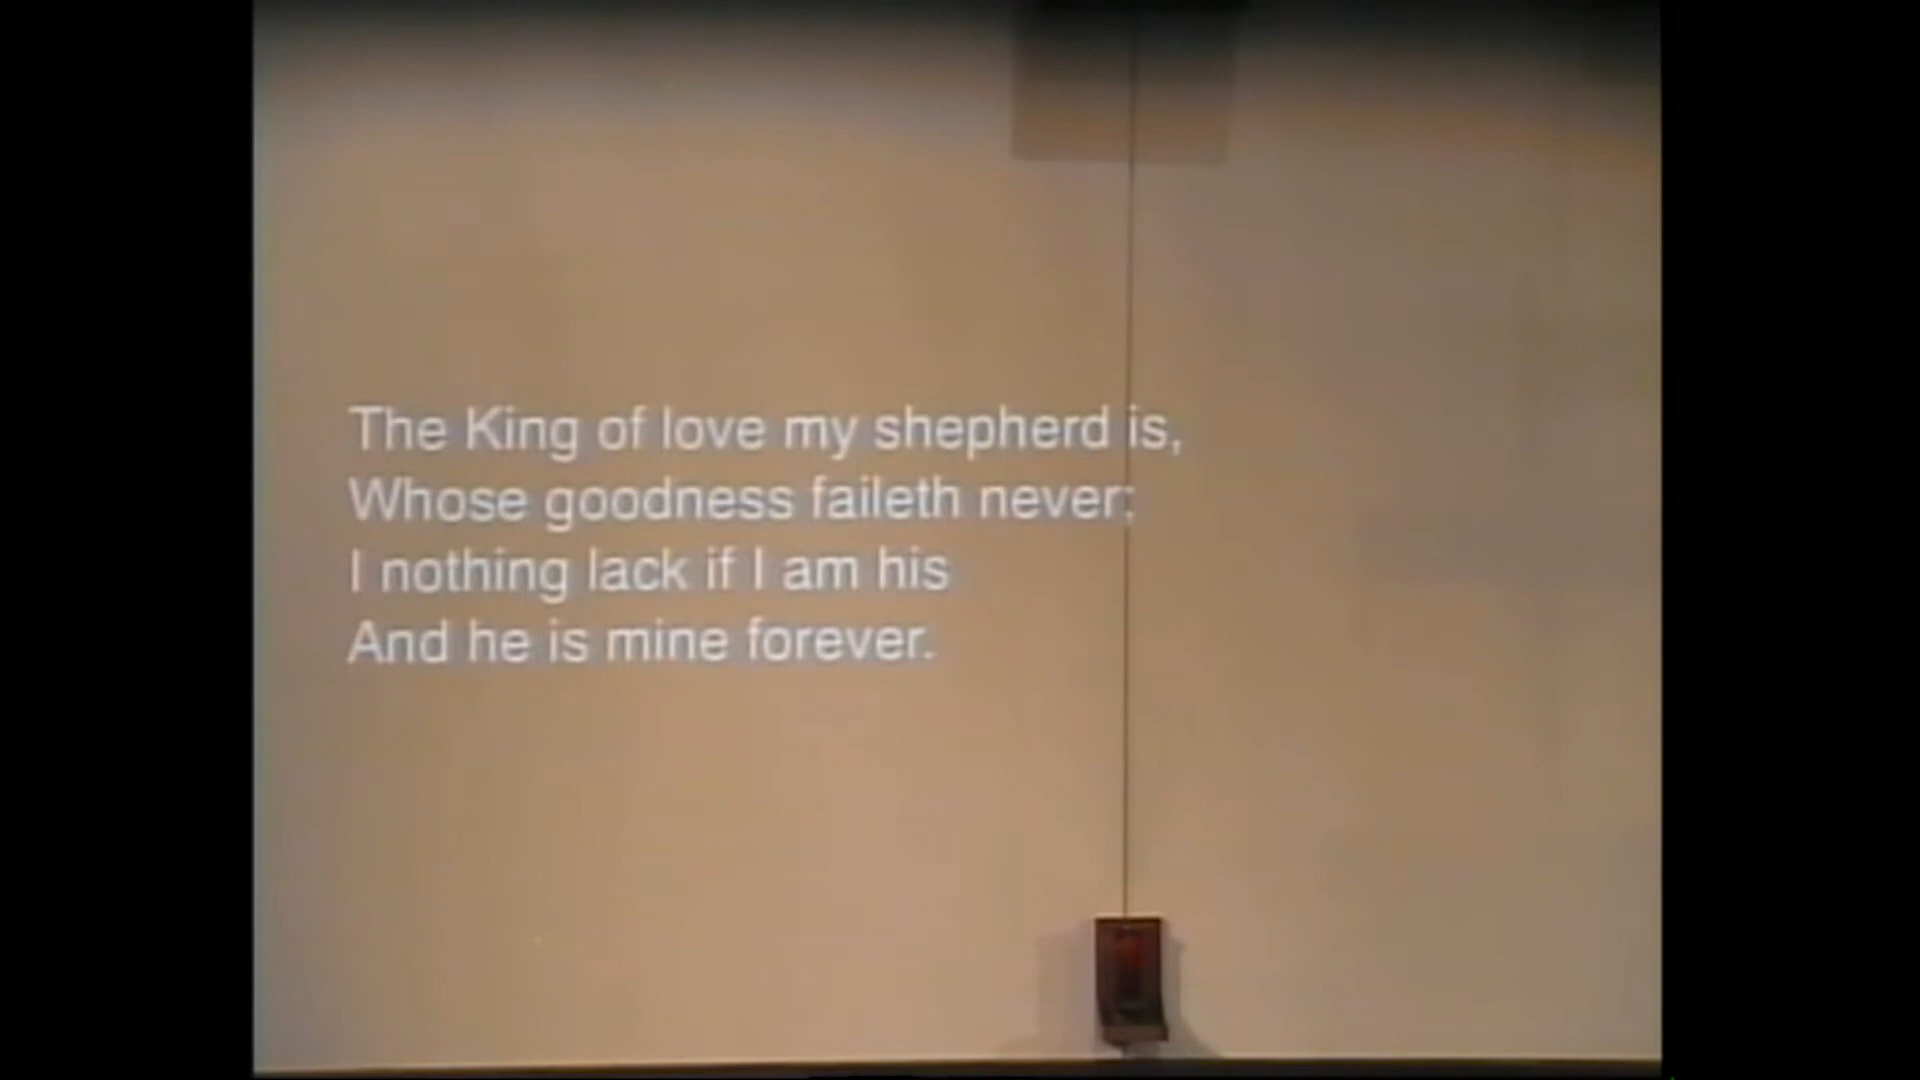 The King of love my shepherd is,
Whose goodness faileth never;
I nothing lack if I am his
And he is mine forever.